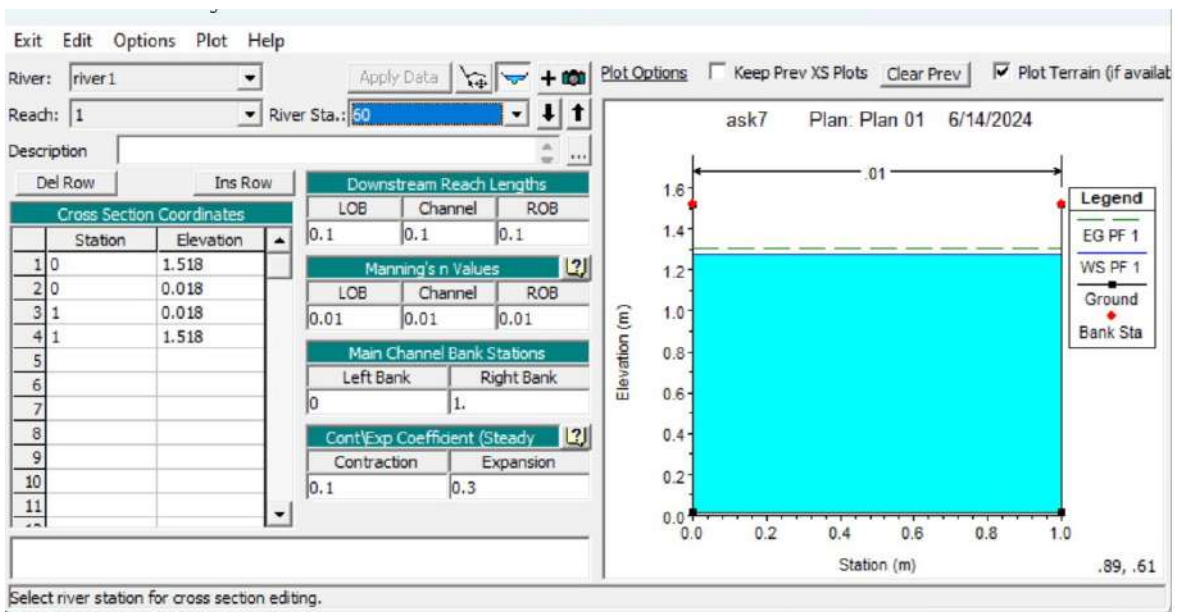 Exit Edit Options Plot Help
River: river1 Apply Data + Plot Options Keep Prev XS Plots Clear Prev Plot Terrain (if availab
Reach: 1 River Sta.: 60
Description ...
Del Row Ins Row
Cross Section Coordinates
Station Elevation
1 0 1.518
2 0 0.018
3 1 0.018
4 1 1.518
5
6
7
8
9
10
11
Downstream Reach Lengths
LOB Channel ROB
0.1 0.1 0.1
Manning's n Values
LOB Channel ROB
0.01 0.01 0.01
Main Channel Bank Stations
Left Bank Right Bank
0 1.
Cont\Exp Coefficient (Steady
Contraction Expansion
0.1 0.3
ask7 Plan: Plan 01 6/14/2024
.01
1.6
1.4
1.2
1.0
0.8
0.6
0.4
0.2
0.0
Elevation (m)
0.0 0.2 0.4 0.6 0.8 1.0
Station (m)
.89, .61
Legend
EG PF 1
WS PF 1
Ground
Bank Sta
Select river station for cross section editing.